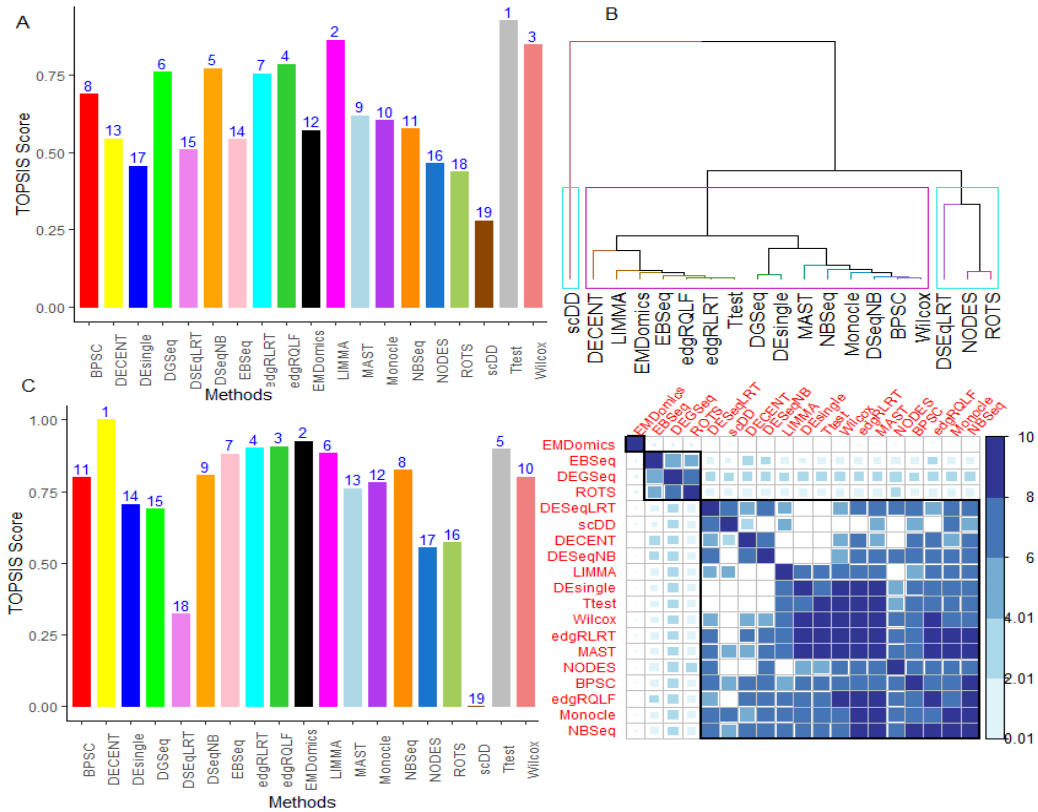 A
TOPSIS Score
0.75
0.50
0.25
0.00
8
13
17
6
15
5
14
7
4
12
2
9
10
11
16
18
19
1
3
BPSC
DECENT
DEsingle
DGSeq
DSEqLRT
DSeqNB
EBSeq
edgRLRT
edgRQLF
EMDomics
LIMMA
MAST
Monocle
NBSeq
NODES
ROTS
scDD
Ttest
Wilcox
Methods
B
scDD
DECENT
LIMMA
EMDomics
EBSeq
edgRQLF
edgRLRT
Ttest
DGSeq
DEsingle
MAST
NBSeq
Monocle
DSeqNB
BPSC
Wilcox
DSEqLRT
NODES
ROTS
C
TOPSIS Score
1.00
0.75
0.50
0.25
0.00
11
1
14
15
18
9
7
4
3
2
6
13
12
8
17
16
19
5
10
BPSC
DECENT
DEsingle
DGSeq
DSEqLRT
DSeqNB
EBSeq
edgRLRT
edgRQLF
EMDomics
LIMMA
MAST
Monocle
NBSeq
NODES
ROTS
scDD
Ttest
Wilcox
Methods
EMDomics
EBSeq
DEGSeq
ROTS
DESeqLRT
scDD
DECENT
DESeqNB
LIMMA
DEsingle
Ttest
Wilcox
edgRLRT
MAST
NODES
BPSC
edgRQLF
Monocle
NBSeq
EMDomics
EBSeq
DEGSeq
ROTS
DESeqLRT
scDD
DECENT
DESeqNB
LIMMA
DEsingle
Ttest
Wilcox
edgRLRT
MAST
NODES
BPSC
edgRQLF
Monocle
NBSeq
10
8
6
4.01
2.01
0.01